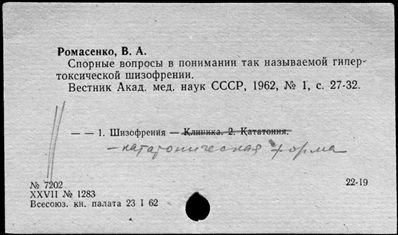 Ромасенко, В. А.
Спорные вопросы в понимании так называемой гипер-
токсической шизофрении.
Вестник Акад. мед. наук СССР, 1962, № 1, с. 27-32.
— — 1. Шизофрения — Клиника. 2. Кататония.
— кататоническая форма
№ 7202
22-19
XXVII № 1283
Всесоюз. кн. палата 23 I 62